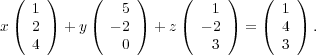 x ( 1 2 4 ) + y ( 5 −2 0 ) + z ( 1 −2 3 ) = ( 1 4 3 ) .